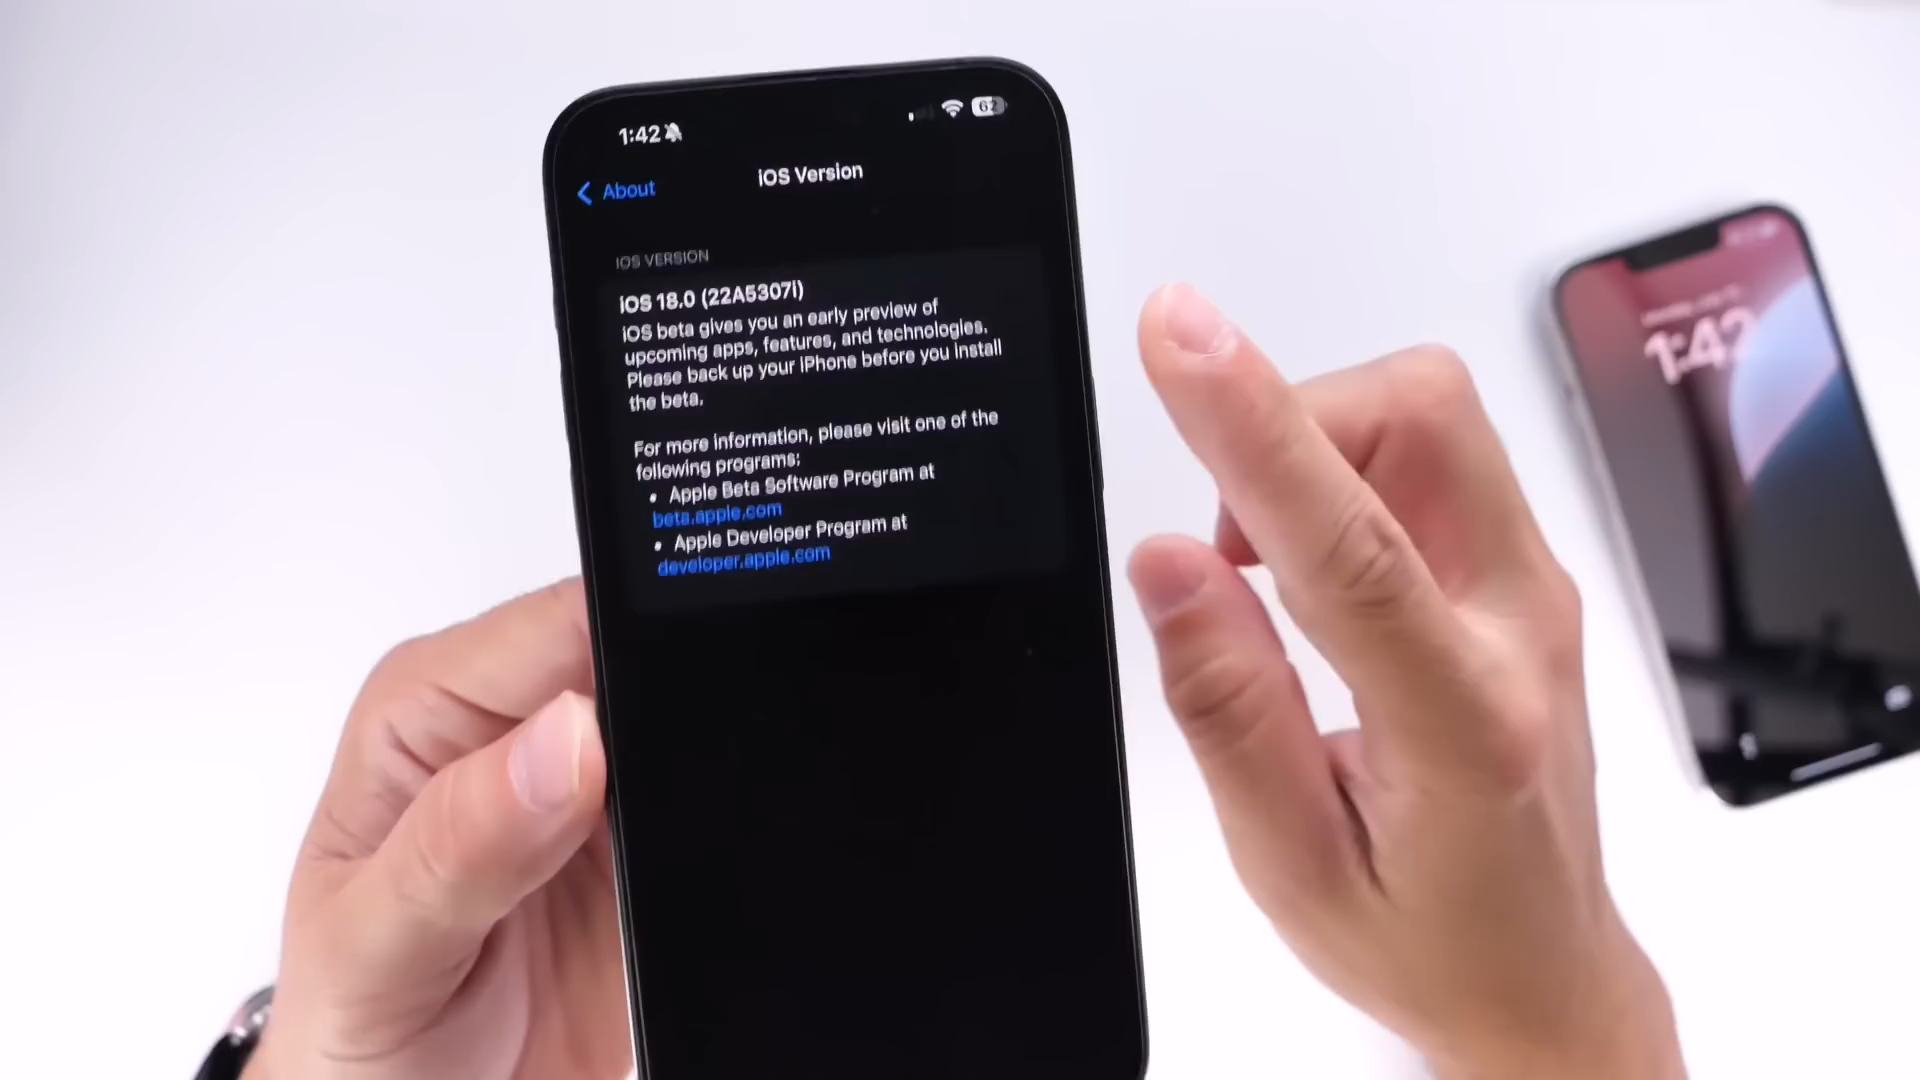 1:42
62
About
iOS Version
iOS VERSION
iOS 18.0 (22A5307i)
iOS beta gives you an early preview of
upcoming apps, features, and technologies.
Please back up your iPhone before you install
the beta.
For more information, please visit one of the
following programs:
• Apple Beta Software Program at
beta.apple.com
• Apple Developer Program at
developer.apple.com
1:42